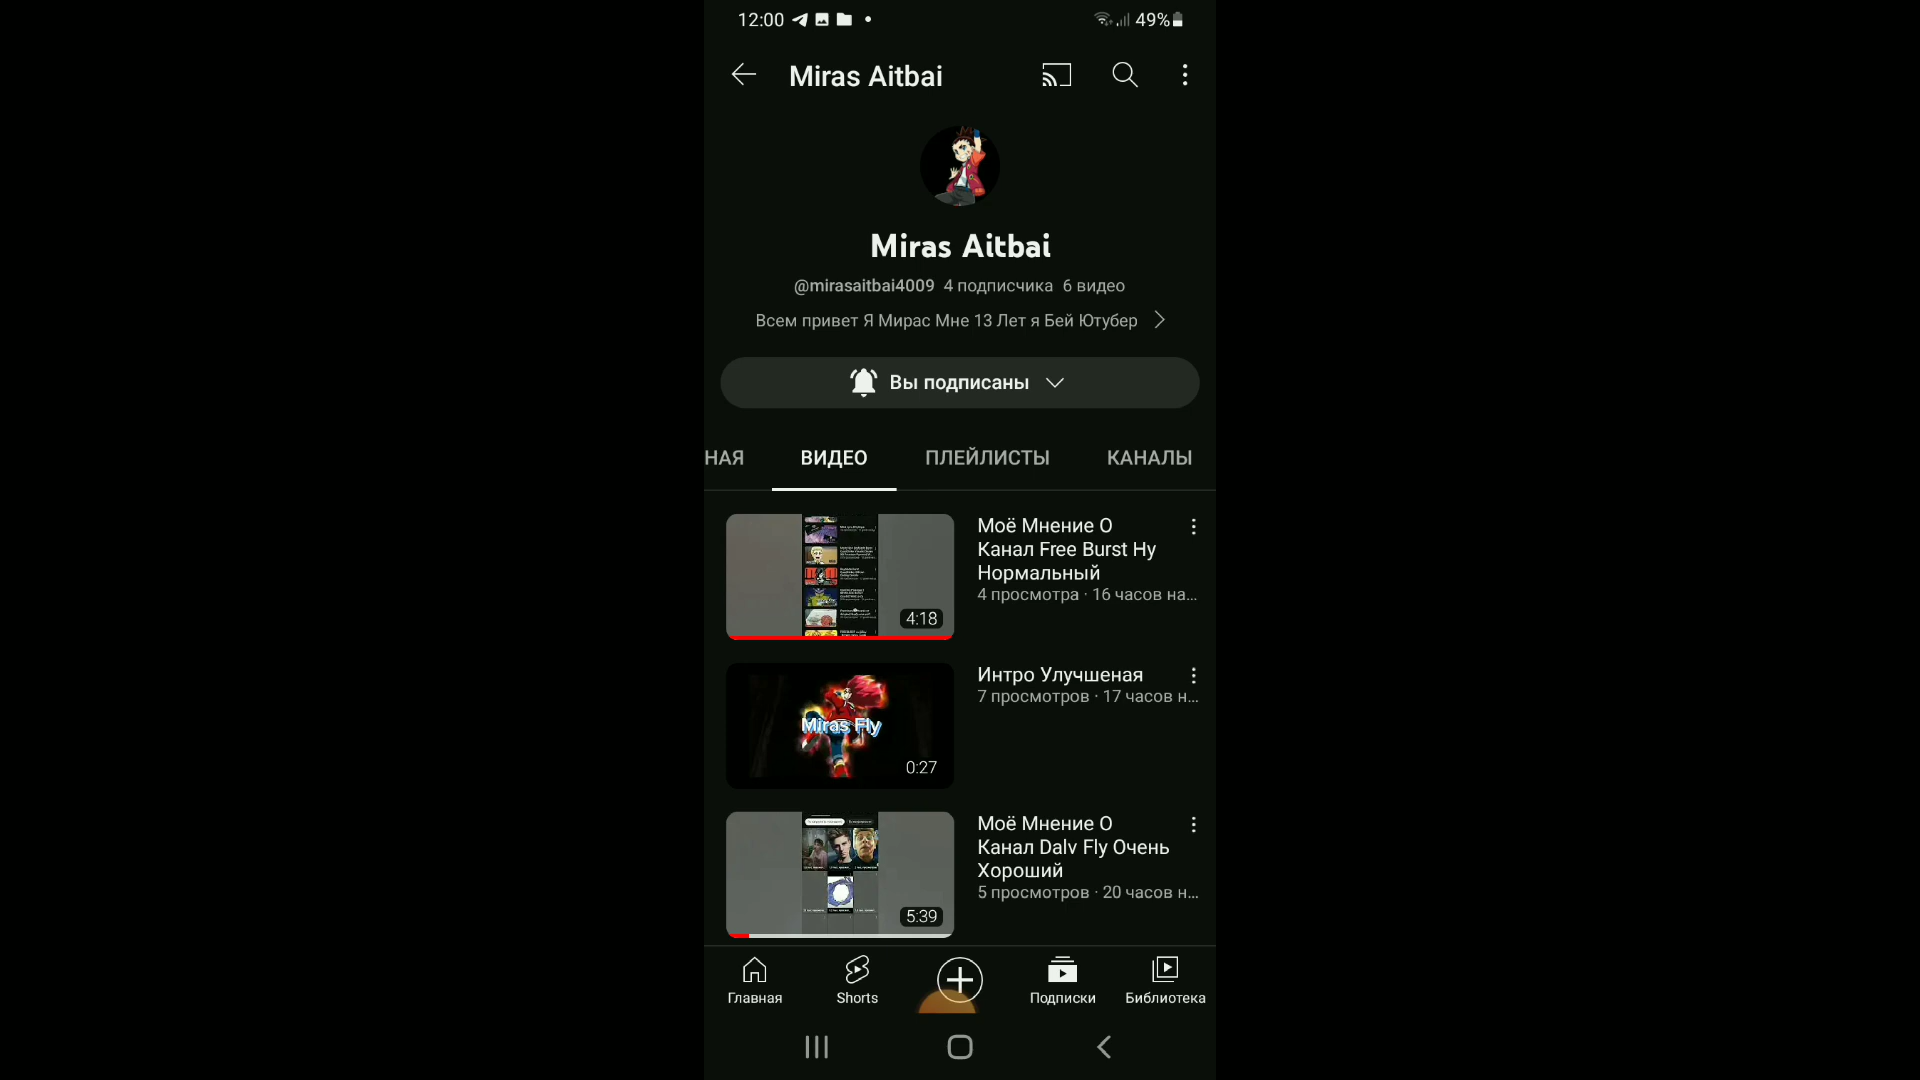 12:00
49%
Miras Aitbai
Miras Aitbai
@mirasaitbai4009 4 подписчика 6 видео
Всем привет Я Мирас Мне 13 Лет я Бей Ютубер
Вы подписаны
НАЯ ВИДЕО ПЛЕЙЛИСТЫ КАНАЛЫ
Моё Мнение О
Канал Free Burst Ну
Нормальный
4 просмотра · 16 часов на...
4:18
Интро Улучшеная
7 просмотров · 17 часов н...
Miras Fly
0:27
Моё Мнение О
Канал Dalv Fly Очень
Хороший
5 просмотров · 20 часов н...
5:39
Главная Shorts Подписки Библиотека